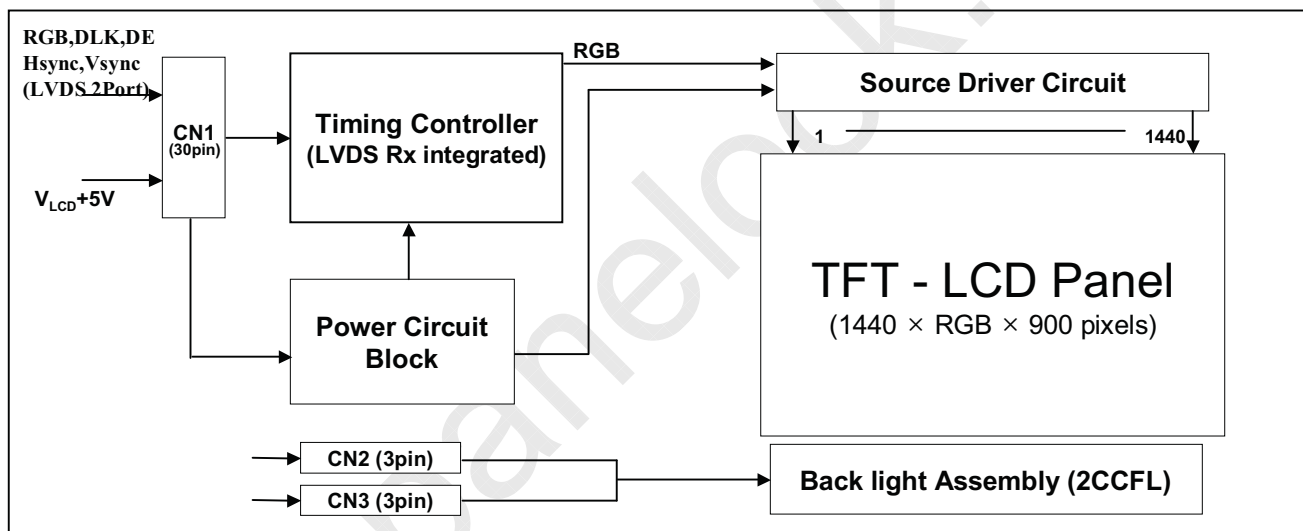 RGB,DLK,DE
Hsync,Vsync
(LVDS 2Port)
CN1
(30pin)
VLCD+5V
Timing Controller
(LVDS Rx integrated)
RGB
Source Driver Circuit
1
1440
Power Circuit
Block
TFT - LCD Panel
(1440 × RGB × 900 pixels)
CN2 (3pin)
CN3 (3pin)
Back light Assembly (2CCFL)
panelook.